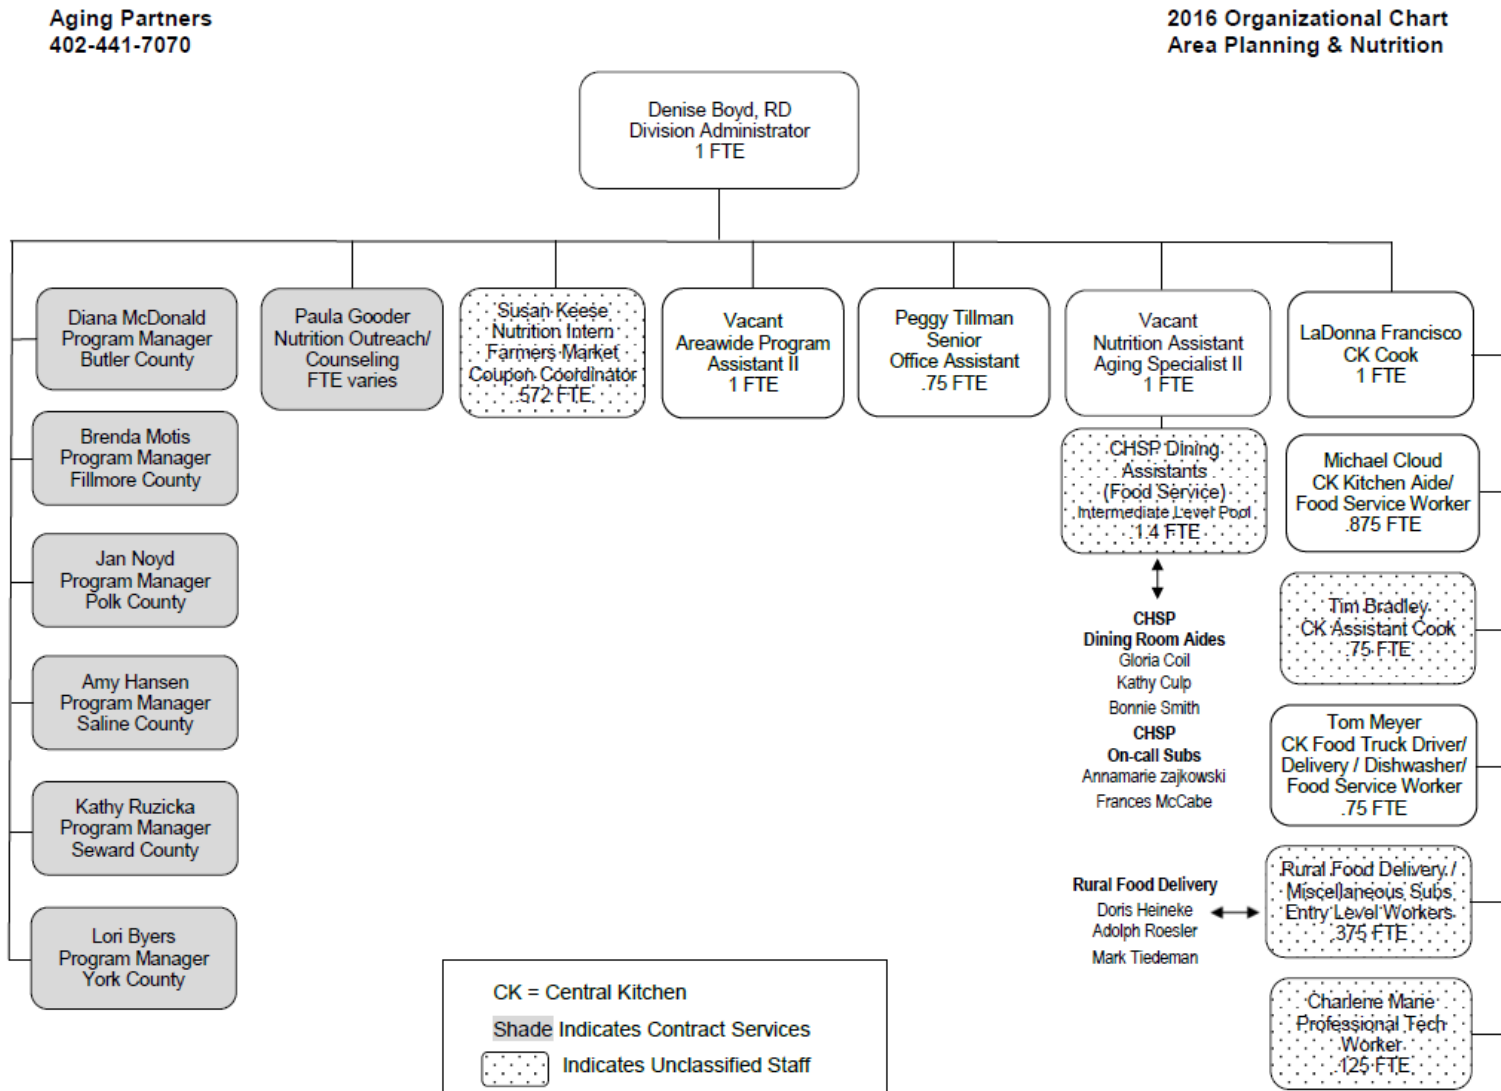 Aging Partners
402-441-7070
2016 Organizational Chart
Area Planning & Nutrition
Denise Boyd, RD
Division Administrator
1 FTE
Diana McDonald
Program Manager
Butler County
Paula Gooder
Nutrition Outreach/
Counseling
FTE varies
Susan Keese
Nutrition Intern
Farmers Market
Coupon Coordinator
.572 FTE
Vacant
Areawide Program
Assistant II
1 FTE
Peggy Tillman
Senior
Office Assistant
.75 FTE
Vacant
Nutrition Assistant
Aging Specialist II
1 FTE
LaDonna Francisco
CK Cook
1 FTE
Brenda Motis
Program Manager
Fillmore County
CHSP Dining
Assistants
(Food Service)
Intermediate Level Pool
1.4 FTE
Michael Cloud
CK Kitchen Aide/
Food Service Worker
.875 FTE
Jan Noyd
Program Manager
Polk County
CHSP
Dining Room Aides
Gloria Coil
Kathy Culp
Bonnie Smith
CHSP
On-call Subs
Annamarie zajkowski
Frances McCabe
Tim Bradley
CK Assistant Cook
.75 FTE
Amy Hansen
Program Manager
Saline County
Tom Meyer
CK Food Truck Driver/
Delivery / Dishwasher/
Food Service Worker
.75 FTE
Kathy Ruzicka
Program Manager
Seward County
Rural Food Delivery
Doris Heineke
Adolph Roesler
Mark Tiedeman
Rural Food Delivery /
Miscellaneous Subs
Entry Level Workers
.375 FTE
Lori Byers
Program Manager
York County
Charlene Marie
Professional Tech
Worker
.125 FTE
CK = Central Kitchen
Shade Indicates Contract Services
Indicates Unclassified Staff